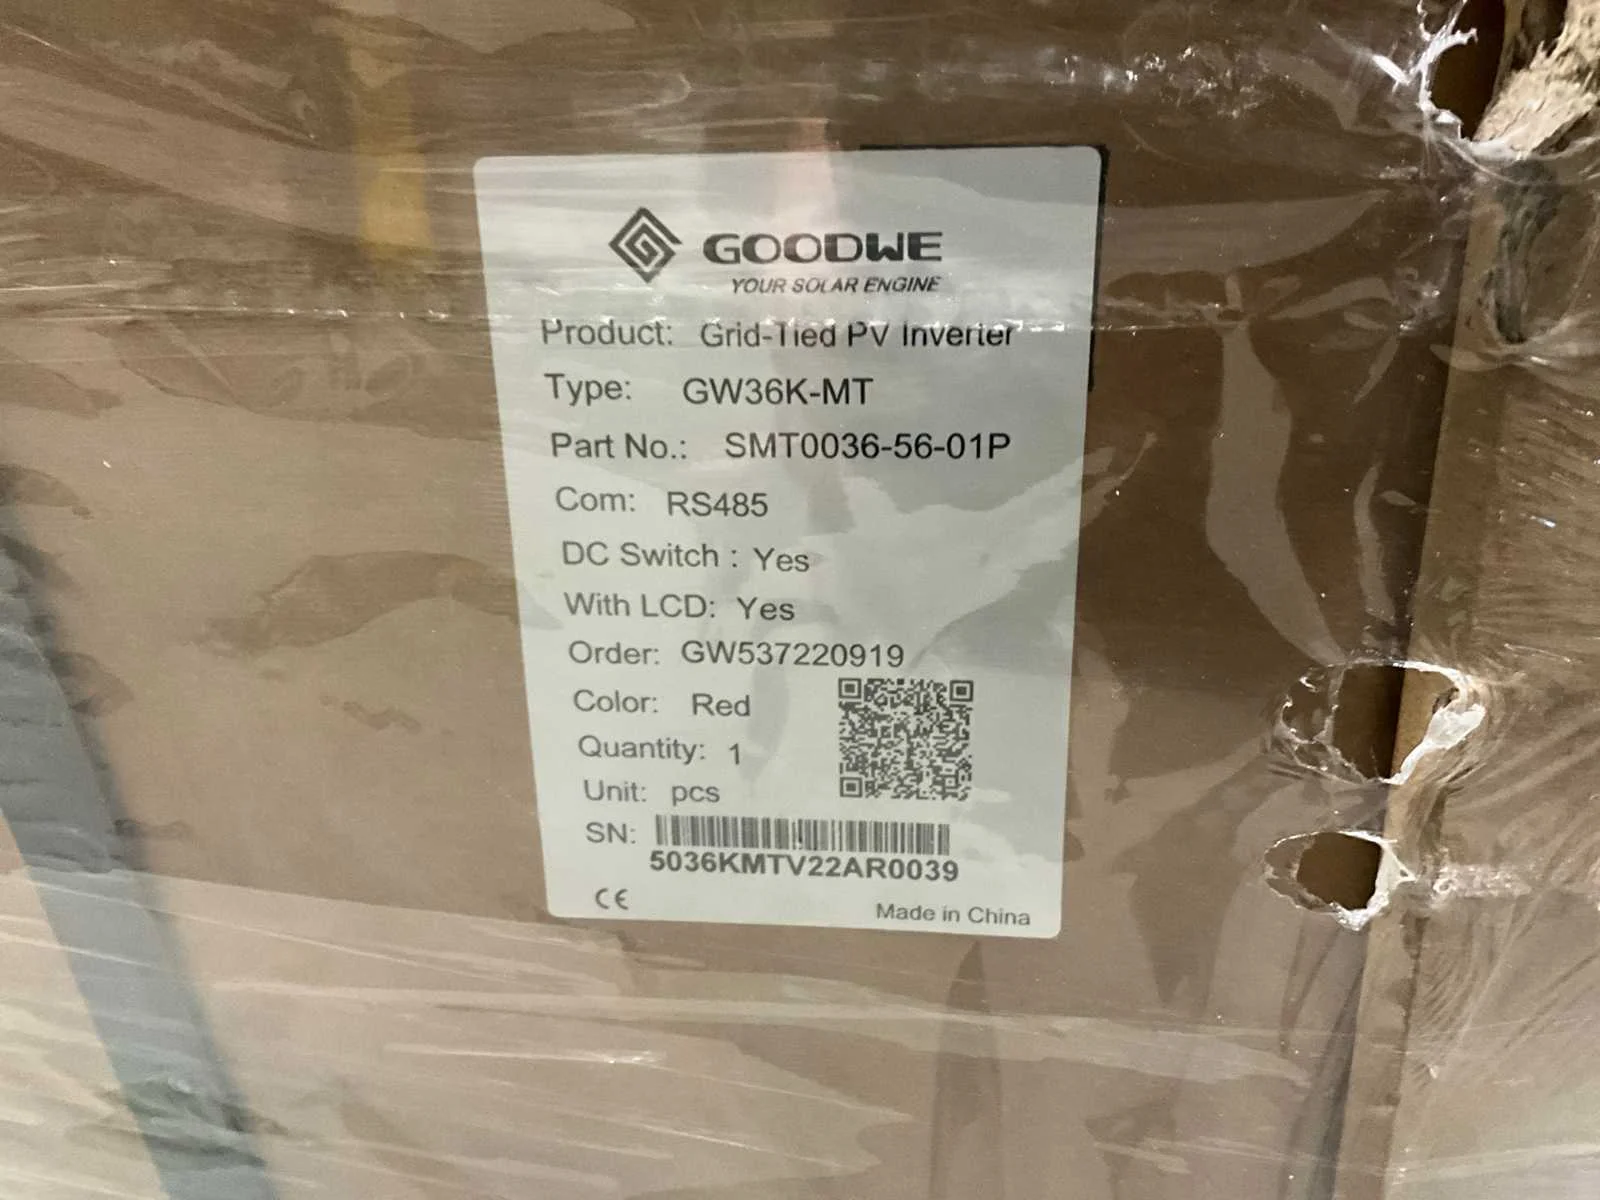 GOODWE
YOUR SOLAR ENGINE
Product: Grid-Tied PV Inverter
Type: GW36K-MT
Part No.: SMT0036-56-01P
Com: RS485
DC Switch : Yes
With LCD: Yes
Order: GW537220919
Color: Red
Quantity: 1
Unit: pcs
SN:
5036KMTV22AR0039
CE
Made in China